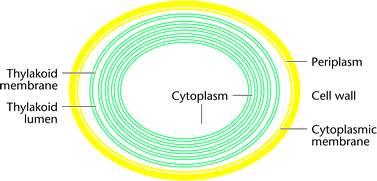 Thylakoid
membrane
Thylakoid
lumen
Cytoplasm
Periplasm
Cell wall
Cytoplasmic
membrane